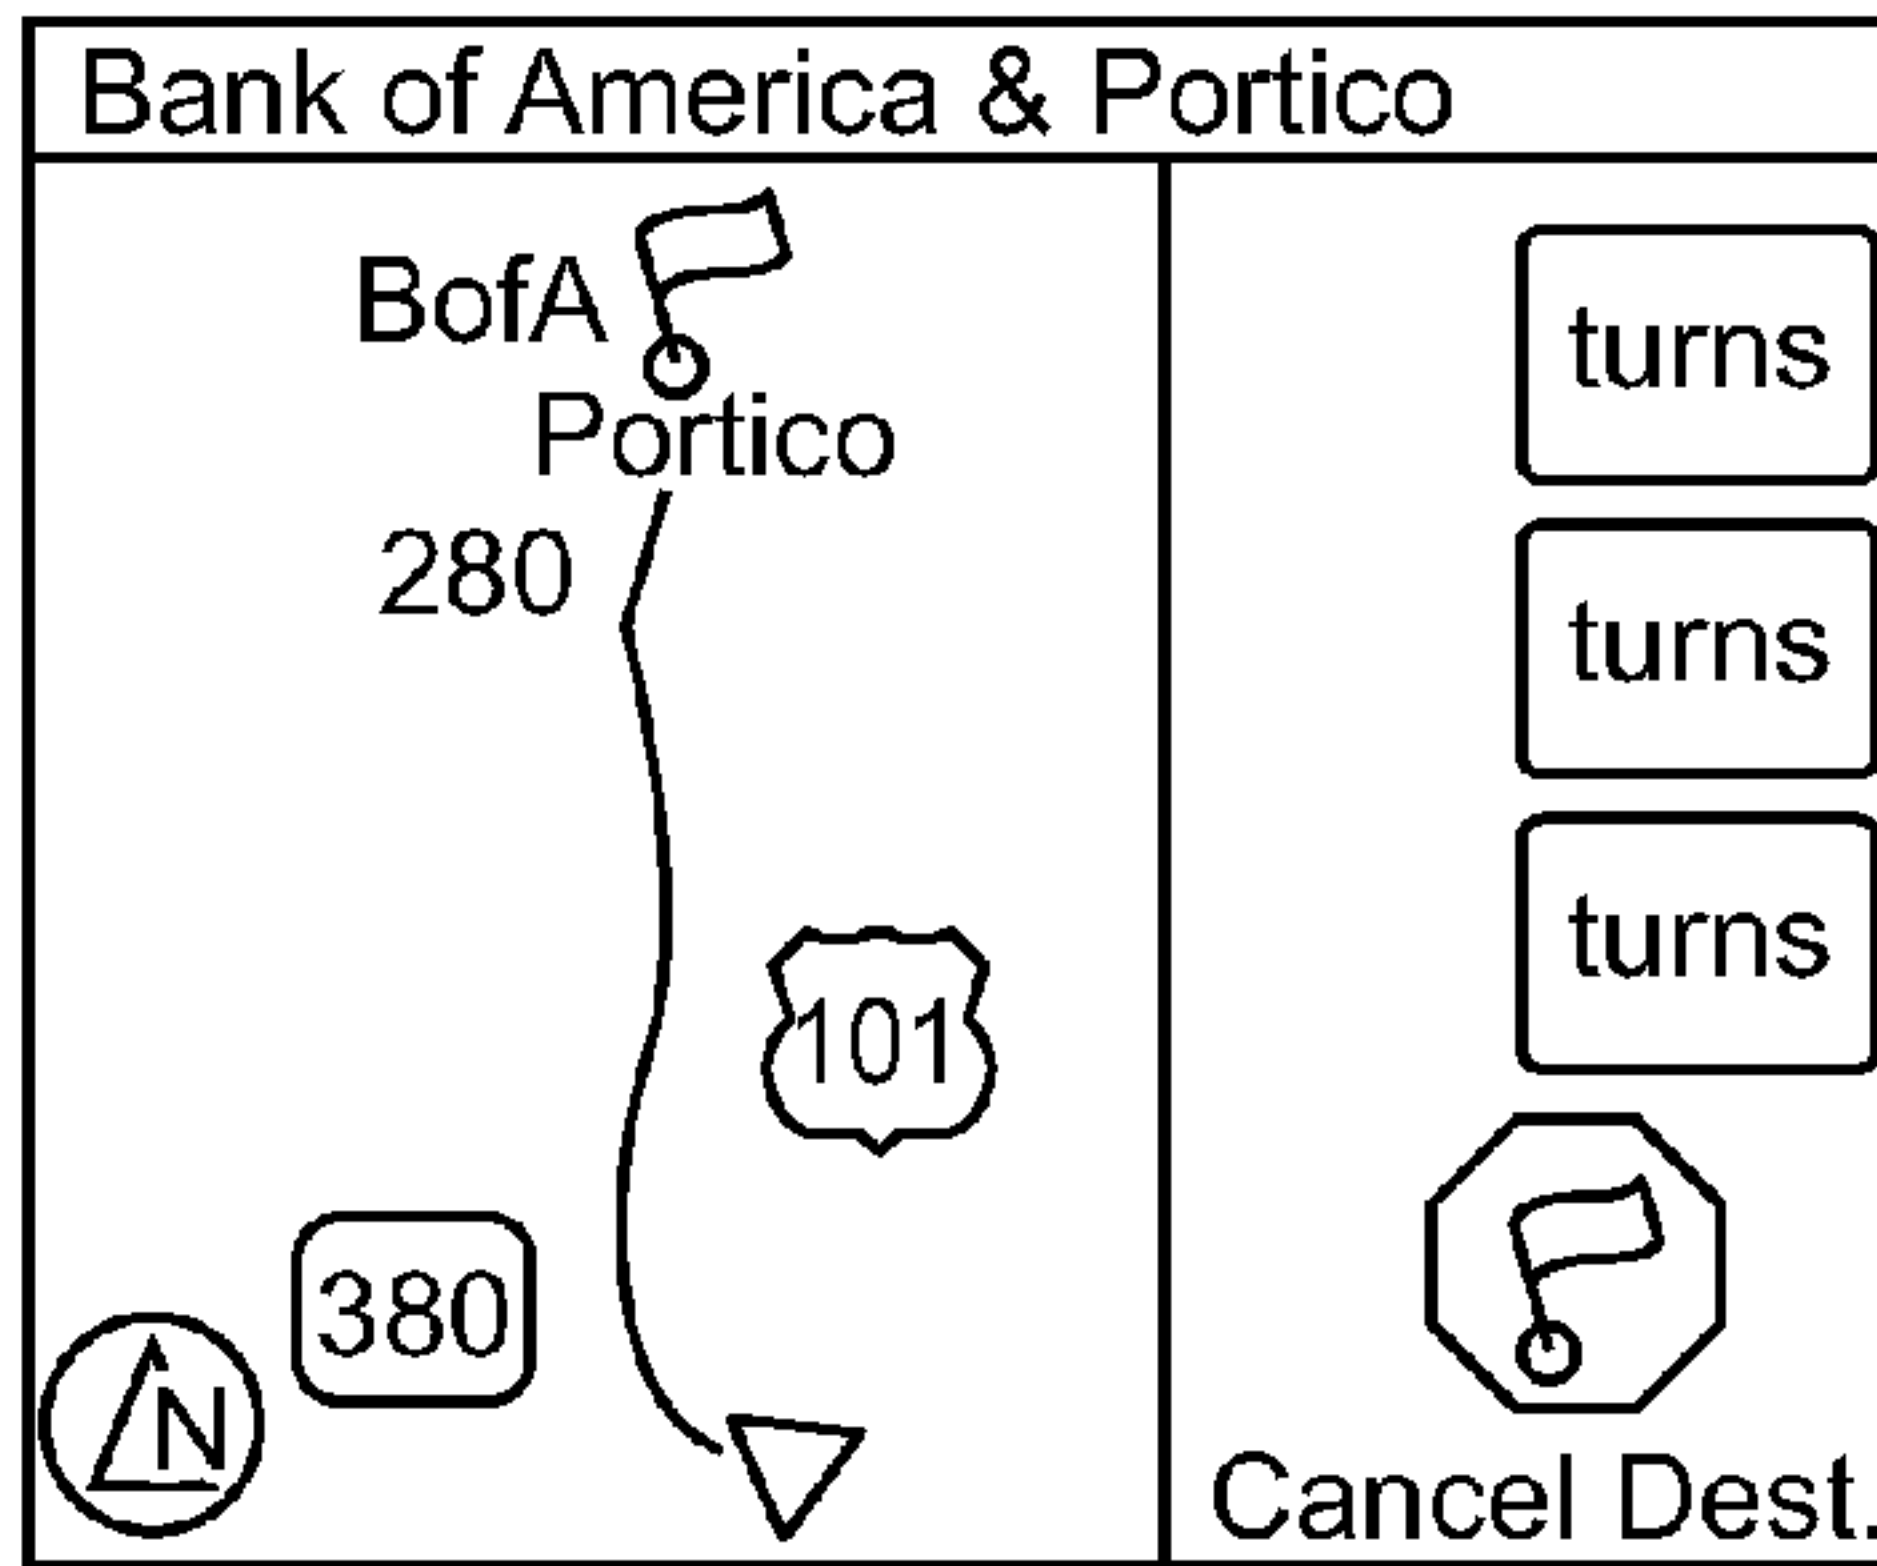 Bank of America & Portico
BofA
Portico
280
101
380
N
turns
turns
turns
Cancel Dest.